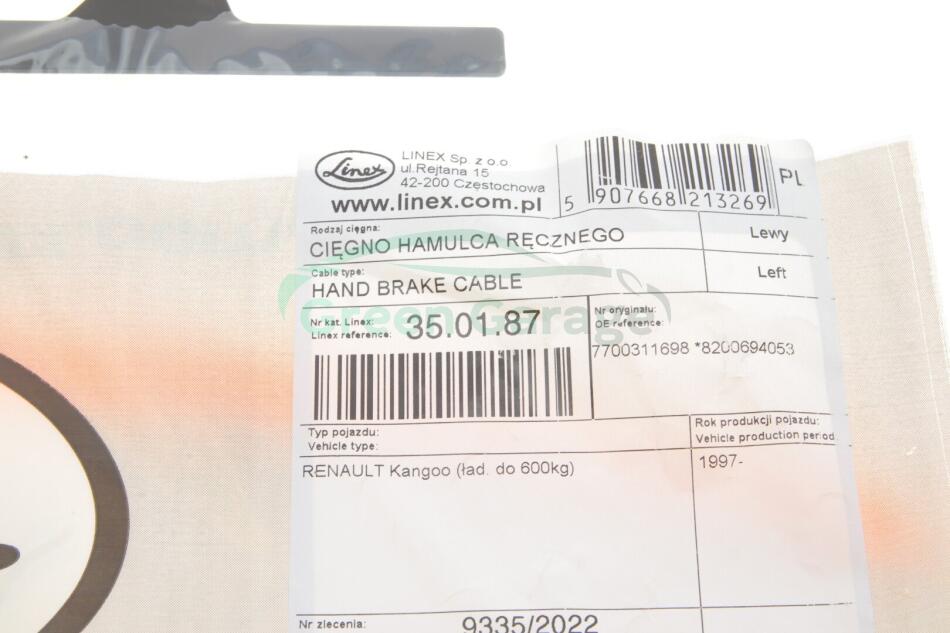 Linex
LINEX Sp. z o.o.
ul.Rejtana 15
42-200 Częstochowa
www.linex.com.pl
5 907668 213269
PL
Rodzaj cięgna:
CIĘGNO HAMULCA RĘCZNEGO
Lewy
Cable type:
HAND BRAKE CABLE
Left
Green Garage
Nr kat. Linex:
Linex reference:
35.01.87
Nr oryginału:
OE reference:
7700311698 *8200694053
Typ pojazdu:
Vehicle type:
Rok produkcji pojazdu:
Vehicle production period:
RENAULT Kangoo (ład. do 600kg)
1997-
Nr zlecenia:
9335/2022